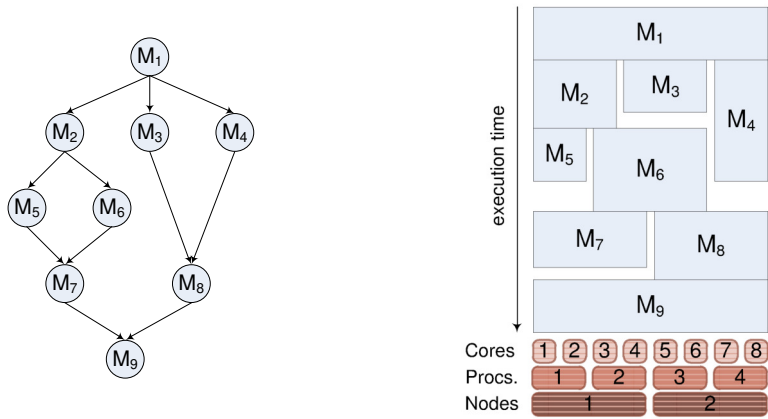 M1
M2 M3 M4
M5 M6
M7 M8
M9
execution time
M1
M2 M3 M4
M5 M6
M7 M8
M9
Cores 1 2 3 4 5 6 7 8
Procs. 1 2 3 4
Nodes 1 2